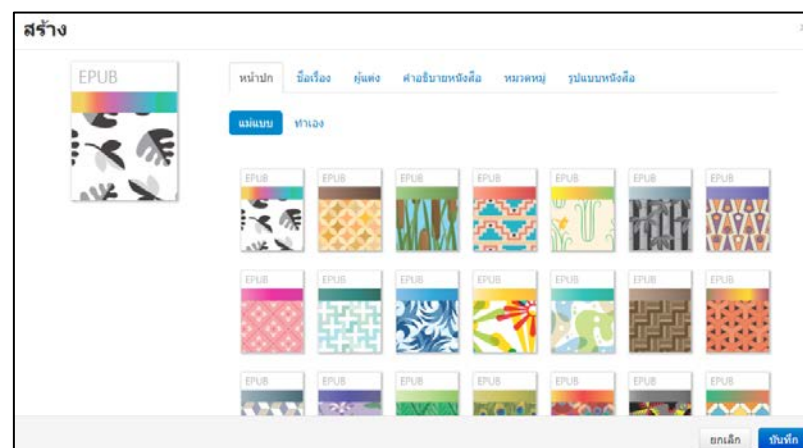 สร้าง
EPUB
หน้าปก ชื่อเรื่อง ผู้แต่ง คำอธิบายหนังสือ หมวดหมู่ รูปแบบหนังสือ
แม่แบบ ทำเอง
EPUB EPUB EPUB EPUB EPUB EPUB EPUB
EPUB EPUB EPUB EPUB EPUB EPUB EPUB
EPUB EPUB EPUB EPUB EPUB EPUB EPUB
ยกเลิก บันทึก